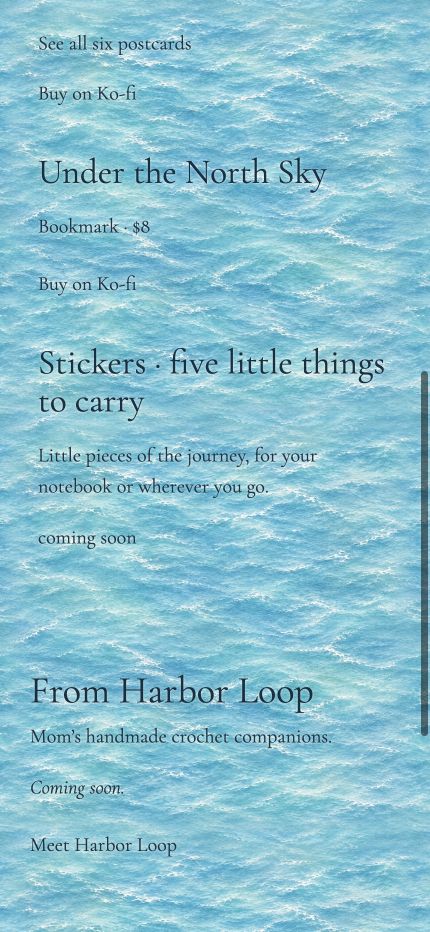 See all six postcards
Buy on Ko-fi
Under the North Sky
Bookmark · $8
Buy on Ko-fi
Stickers · five little things
to carry
Little pieces of the journey, for your
notebook or wherever you go.
coming soon
From Harbor Loop
Mom’s handmade crochet companions.
Coming soon.
Meet Harbor Loop